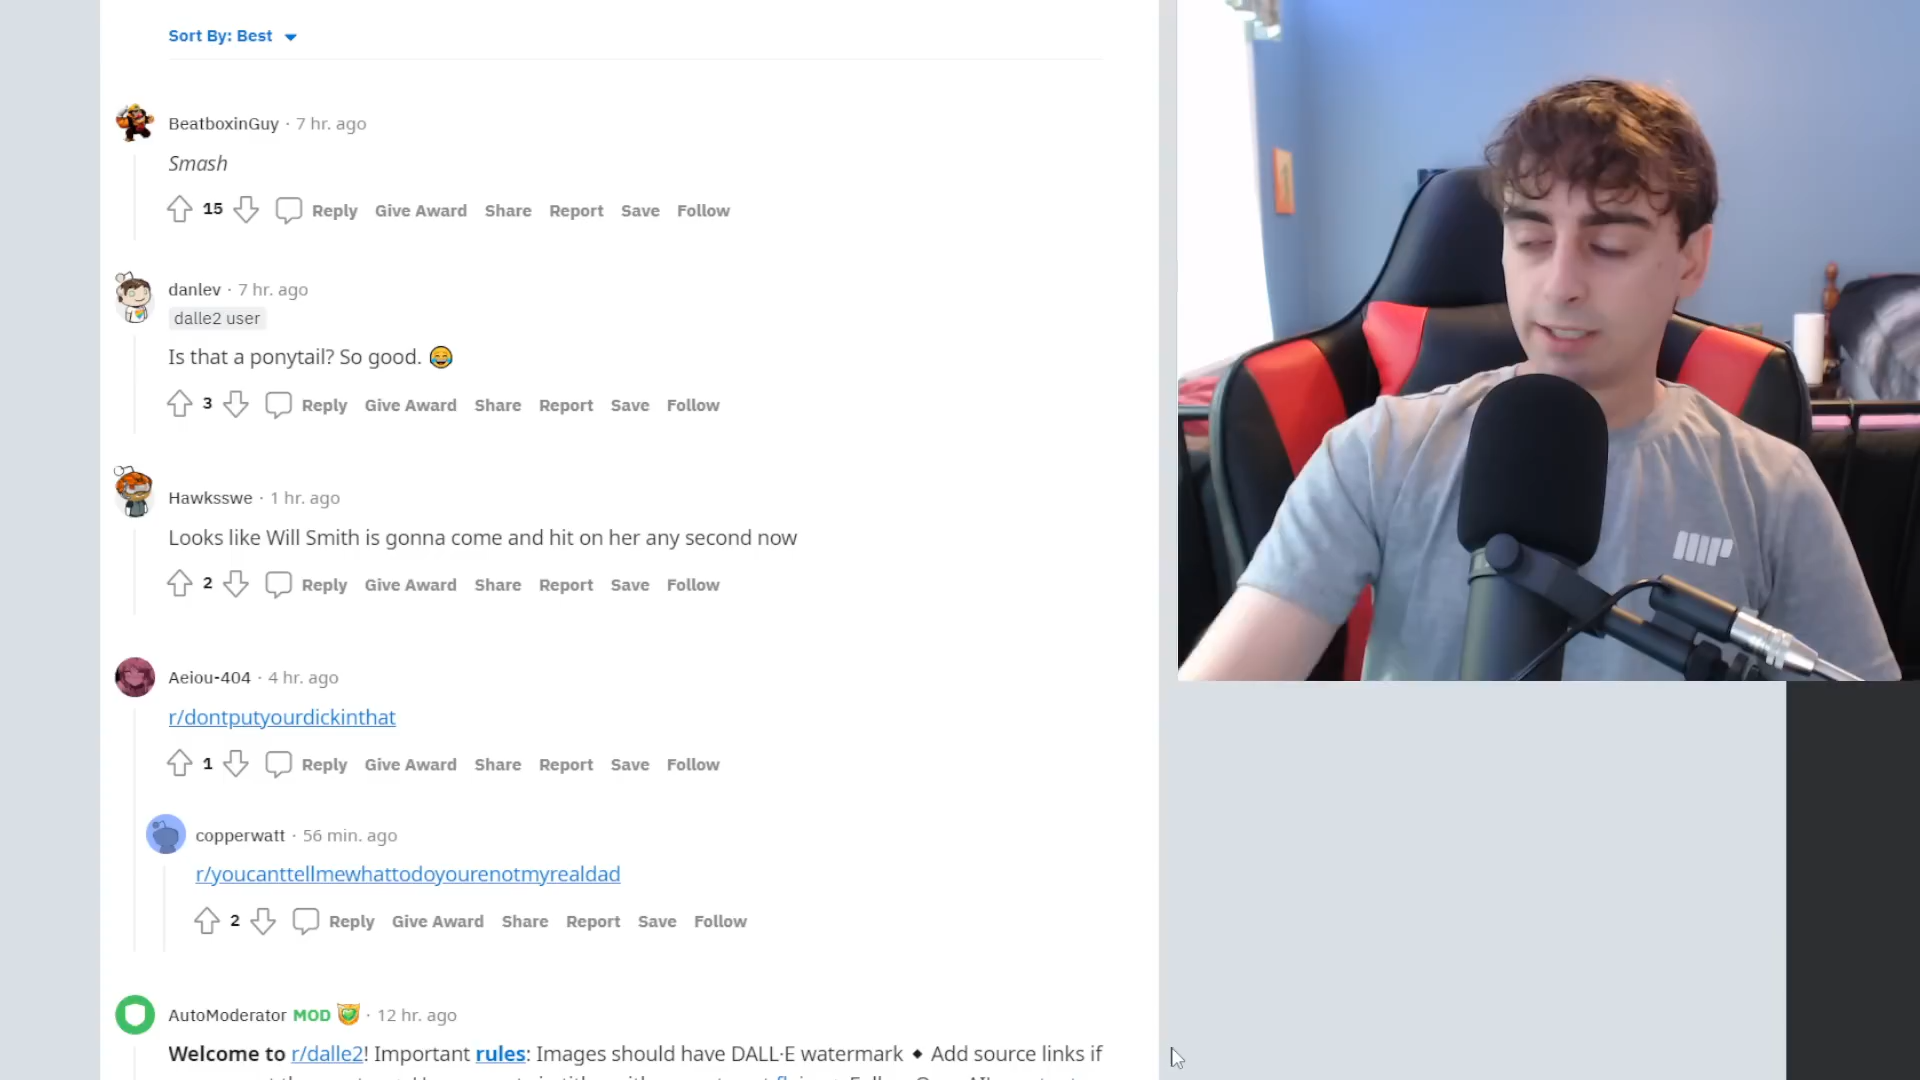 Sort By: Best
BeatboxinGuy · 7 hr. ago
Smash
15 Reply Give Award Share Report Save Follow
danlev · 7 hr. ago
dalle2 user
Is that a ponytail? So good. 😂
3 Reply Give Award Share Report Save Follow
Hawksswe · 1 hr. ago
Looks like Will Smith is gonna come and hit on her any second now
2 Reply Give Award Share Report Save Follow
Aeiou-404 · 4 hr. ago
r/dontputyourdickinthat
1 Reply Give Award Share Report Save Follow
copperwatt · 56 min. ago
r/youcanttellmewhattodoyourenotmyrealdad
2 Reply Give Award Share Report Save Follow
AutoModerator MOD · 12 hr. ago
Welcome to r/dalle2! Important rules: Images should have DALL·E watermark ⬥ Add source links if